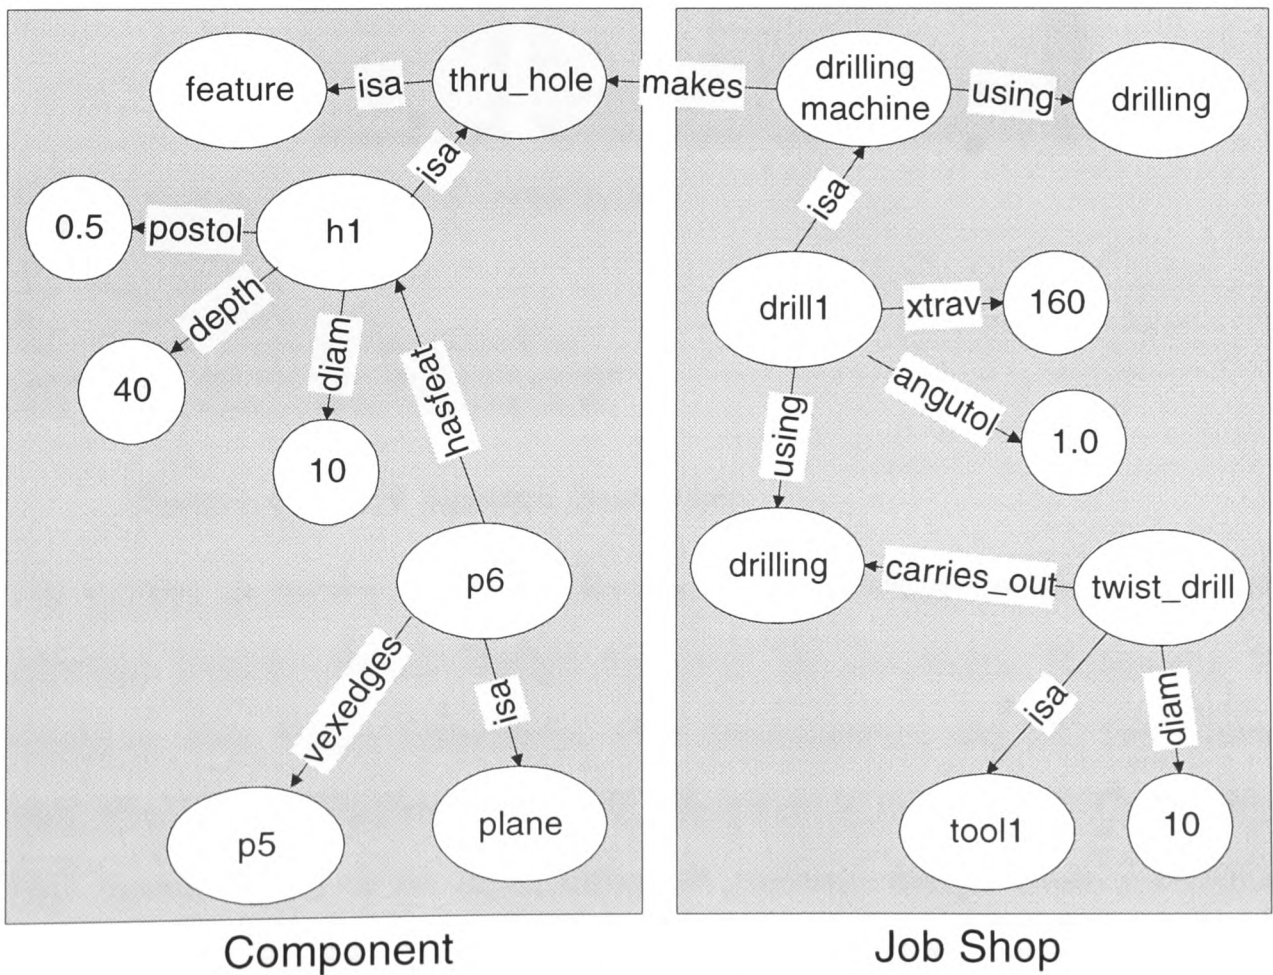 feature
isa
thru_hole
makes
drilling
machine
using
drilling
isa
isa
0.5
postol
h1
depth
diam
hasfeat
40
10
drill1
xtrav
160
angutol
using
1.0
p6
drilling
carries_out
twist_drill
vexedges
isa
isa
diam
p5
plane
tool1
10
Component
Job Shop